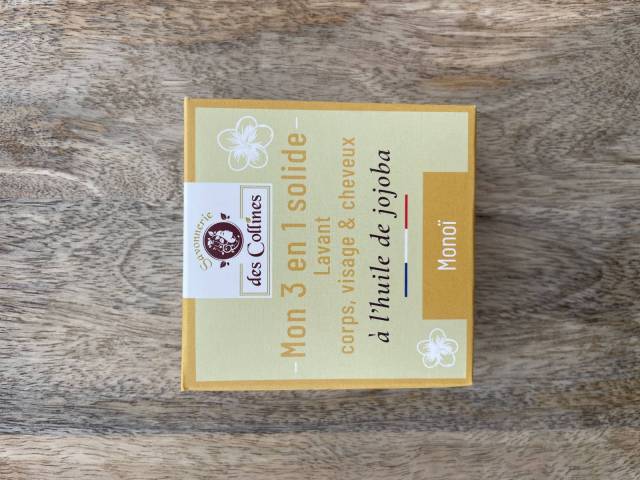 Savonnerie
des Collines
Mon 3 en 1 solide
Lavant
corps, visage & cheveux
à l'huile de jojoba
Monoï